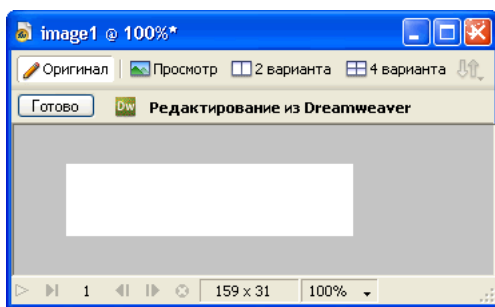 image1 @ 100%*
Оригинал Просмотр 2 варианта 4 варианта
Готово Dw Редактирование из Dreamweaver
1 159 x 31 100%